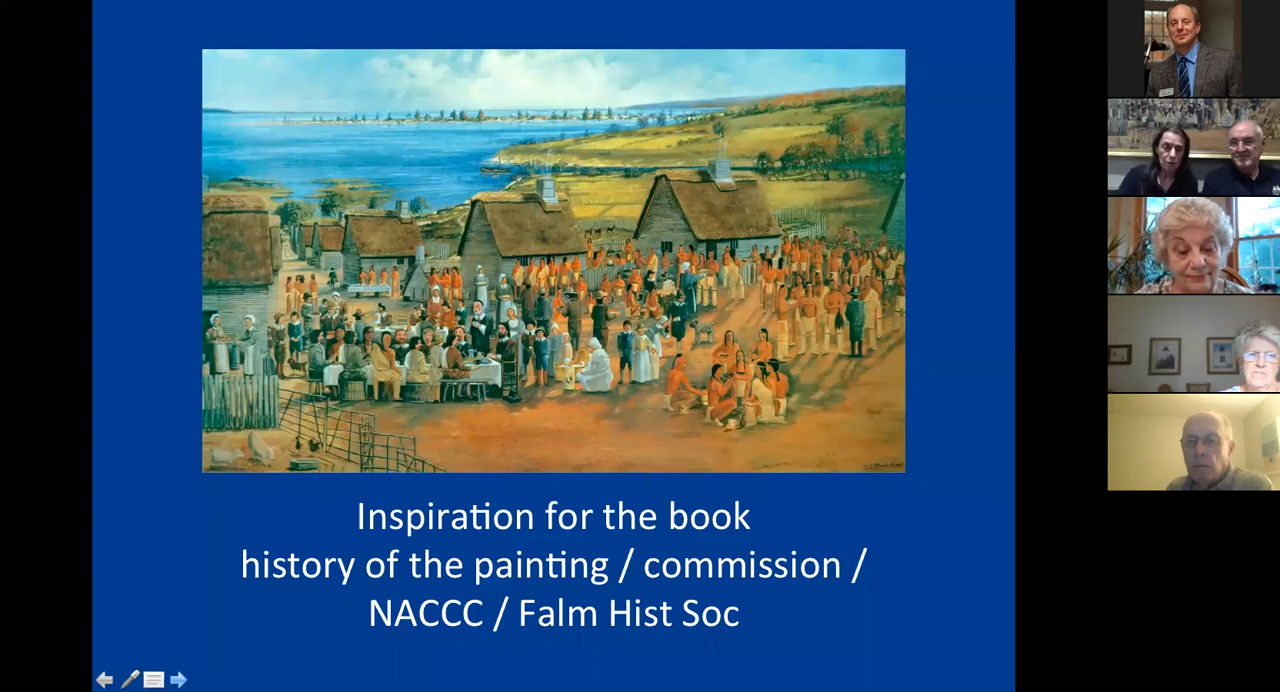 Inspiration for the book
history of the painting / commission /
NACCC / Falm Hist Soc